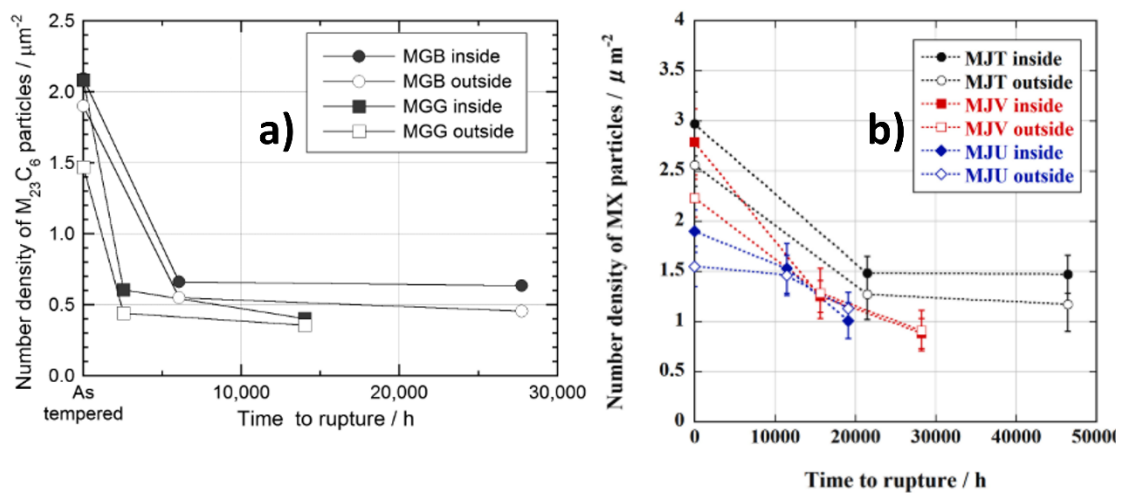 Number density of M23C6 particles / μm-2
2.5
2.0
1.5
1.0
0.5
0.0
As
tempered
10,000
20,000
30,000
Time to rupture / h
MGB inside
MGB outside
MGG inside
MGG outside
a)
Number density of MX particles / μ m-2
4
3.5
3
2.5
2
1.5
1
0.5
0
0
10000
20000
30000
40000
Time to rupture / h
MJT inside
MJT outside
MJV inside
MJV outside
MJU inside
MJU outside
b)